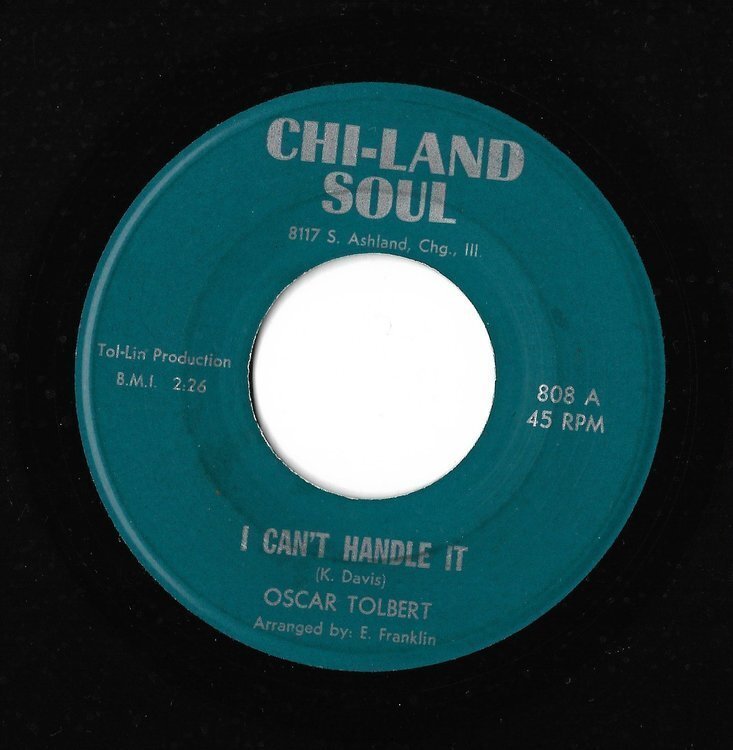 CHI-LAND
SOUL
8117 S. Ashland, Chg., Ill.
Tol-Lin Production
B.M.I. 2:26
808 A
45 RPM
I CAN'T HANDLE IT
(K. Davis)
OSCAR TOLBERT
Arranged by: E. Franklin